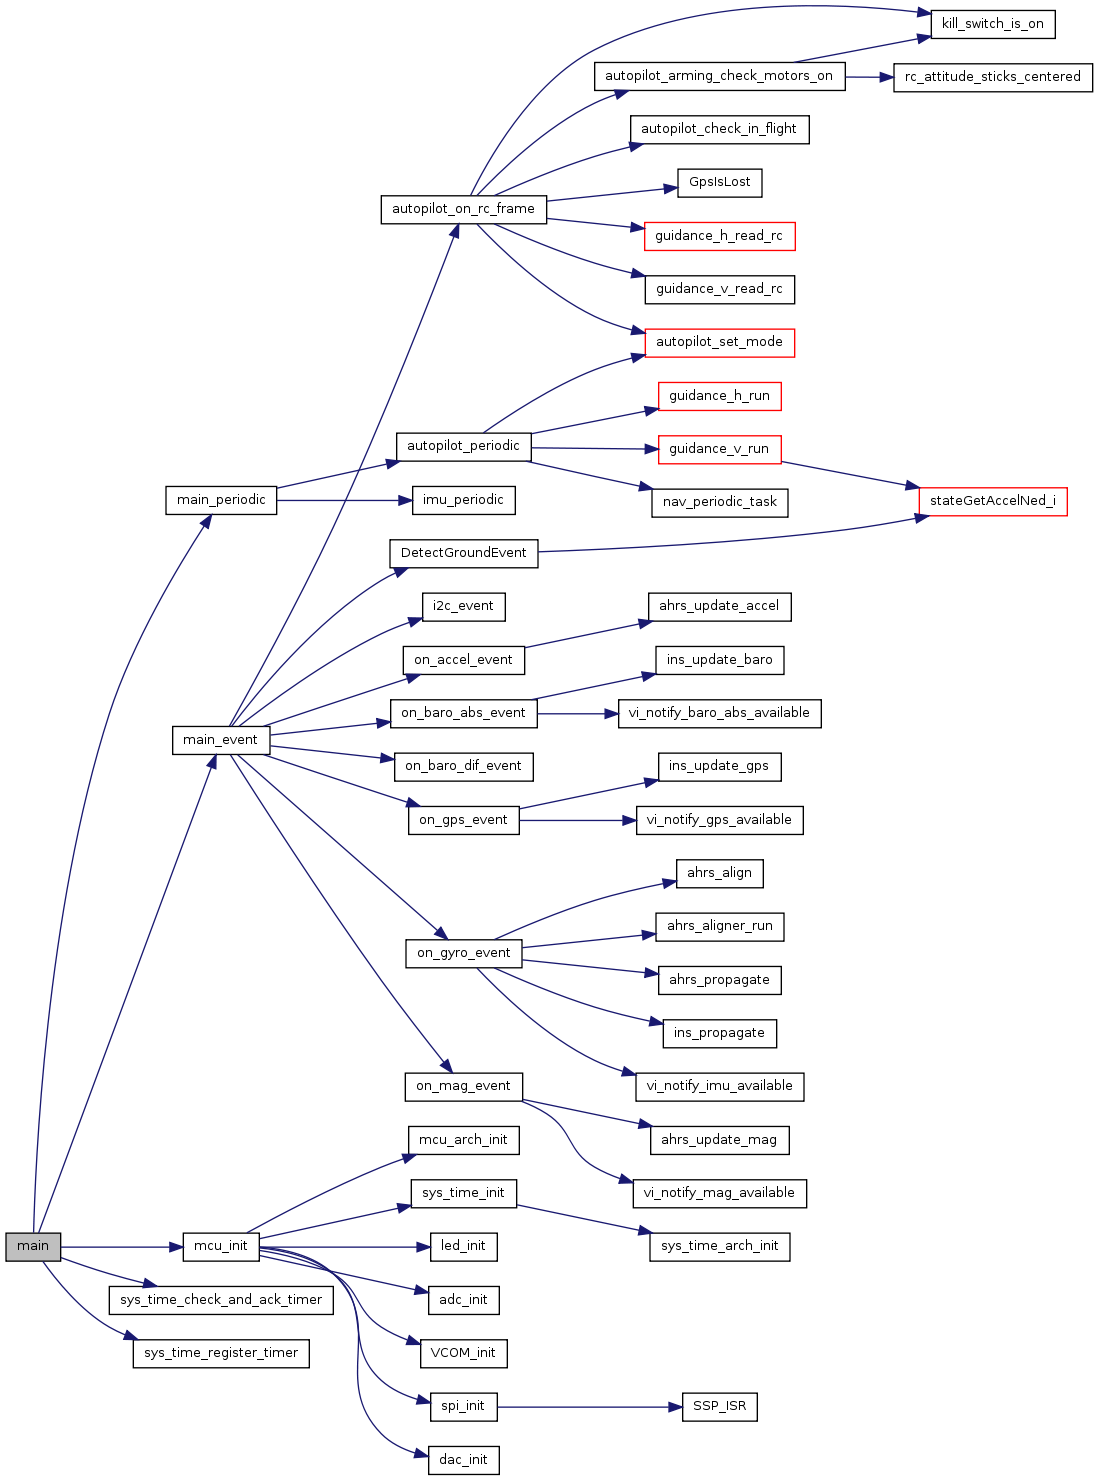 kill_switch_is_on
autopilot_arming_check_motors_on
rc_attitude_sticks_centered
autopilot_check_in_flight
GpsIsLost
autopilot_on_rc_frame
guidance_h_read_rc
guidance_v_read_rc
autopilot_set_mode
guidance_h_run
autopilot_periodic
guidance_v_run
main_periodic
imu_periodic
nav_periodic_task
stateGetAccelNed_i
DetectGroundEvent
i2c_event
ahrs_update_accel
on_accel_event
ins_update_baro
on_baro_abs_event
vi_notify_baro_abs_available
main_event
on_baro_dif_event
ins_update_gps
on_gps_event
vi_notify_gps_available
ahrs_align
ahrs_aligner_run
on_gyro_event
ahrs_propagate
ins_propagate
on_mag_event
vi_notify_imu_available
mcu_arch_init
ahrs_update_mag
sys_time_init
vi_notify_mag_available
main
mcu_init
led_init
sys_time_arch_init
sys_time_check_and_ack_timer
adc_init
sys_time_register_timer
VCOM_init
spi_init
SSP_ISR
dac_init